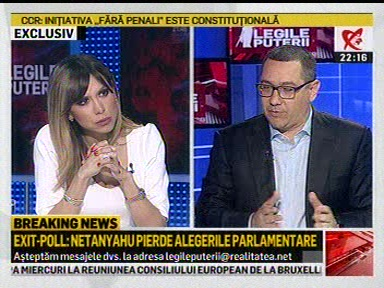 CCR: INIȚIATIVA „FĂRĂ PENALI” ESTE CONSTITUȚIONALĂ
EXCLUSIV
LEGILE
PUTERII
LEGILE
PUTERII
22:16
BREAKING NEWS
EXIT-POLL: NETANYAHU PIERDE ALEGERILE PARLAMENTARE
Așteptăm mesajele dvs. la adresa legileputerii@realitatea.net
A MIERCURI LA REUNIUNEA CONSILIULUI EUROPEAN DE LA BRUXEL